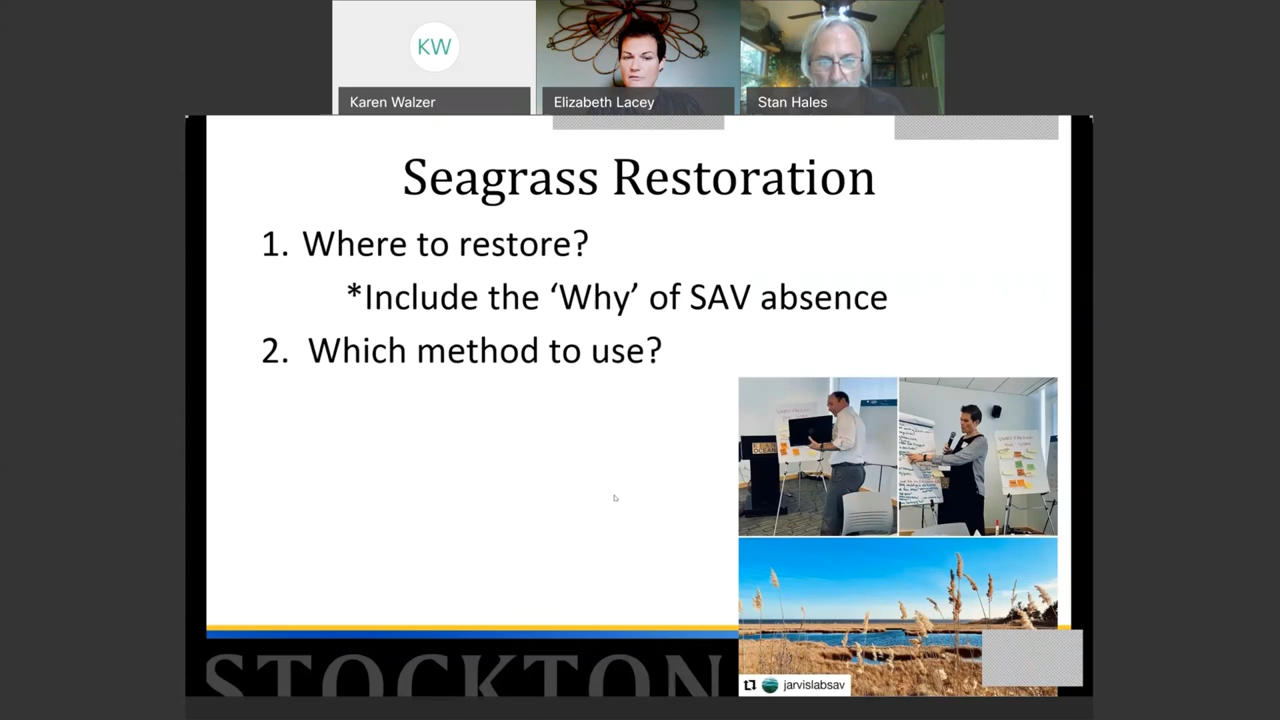 KW
Karen Walzer
Elizabeth Lacey
Stan Hales
Seagrass Restoration
1. Where to restore?
*Include the ‘Why’ of SAV absence
2. Which method to use?
STOCKTON
jarvislabsav